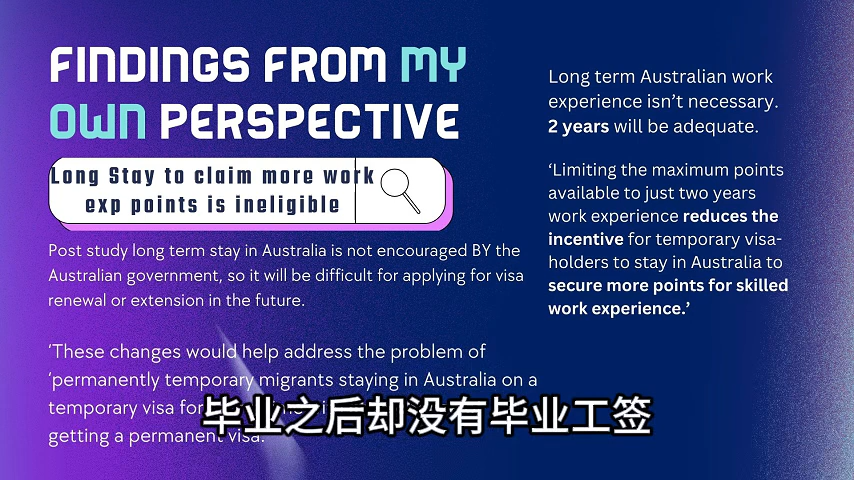 FINDINGS FROM MY
OWN PERSPECTIVE
Long Stay to claim more work
exp points is ineligible
Post study long term stay in Australia is not encouraged BY the
Australian government, so it will be difficult for applying for visa
renewal or extension in the future.
‘These changes would help address the problem of
‘permanently temporary migrants staying in Australia on a
temporary visa for
getting a permanent visa.
Long term Australian work
experience isn’t necessary.
2 years will be adequate.
‘Limiting the maximum points
available to just two years
work experience reduces the
incentive for temporary visa-
holders to stay in Australia to
secure more points for skilled
work experience.’
毕业之后却没有毕业工签